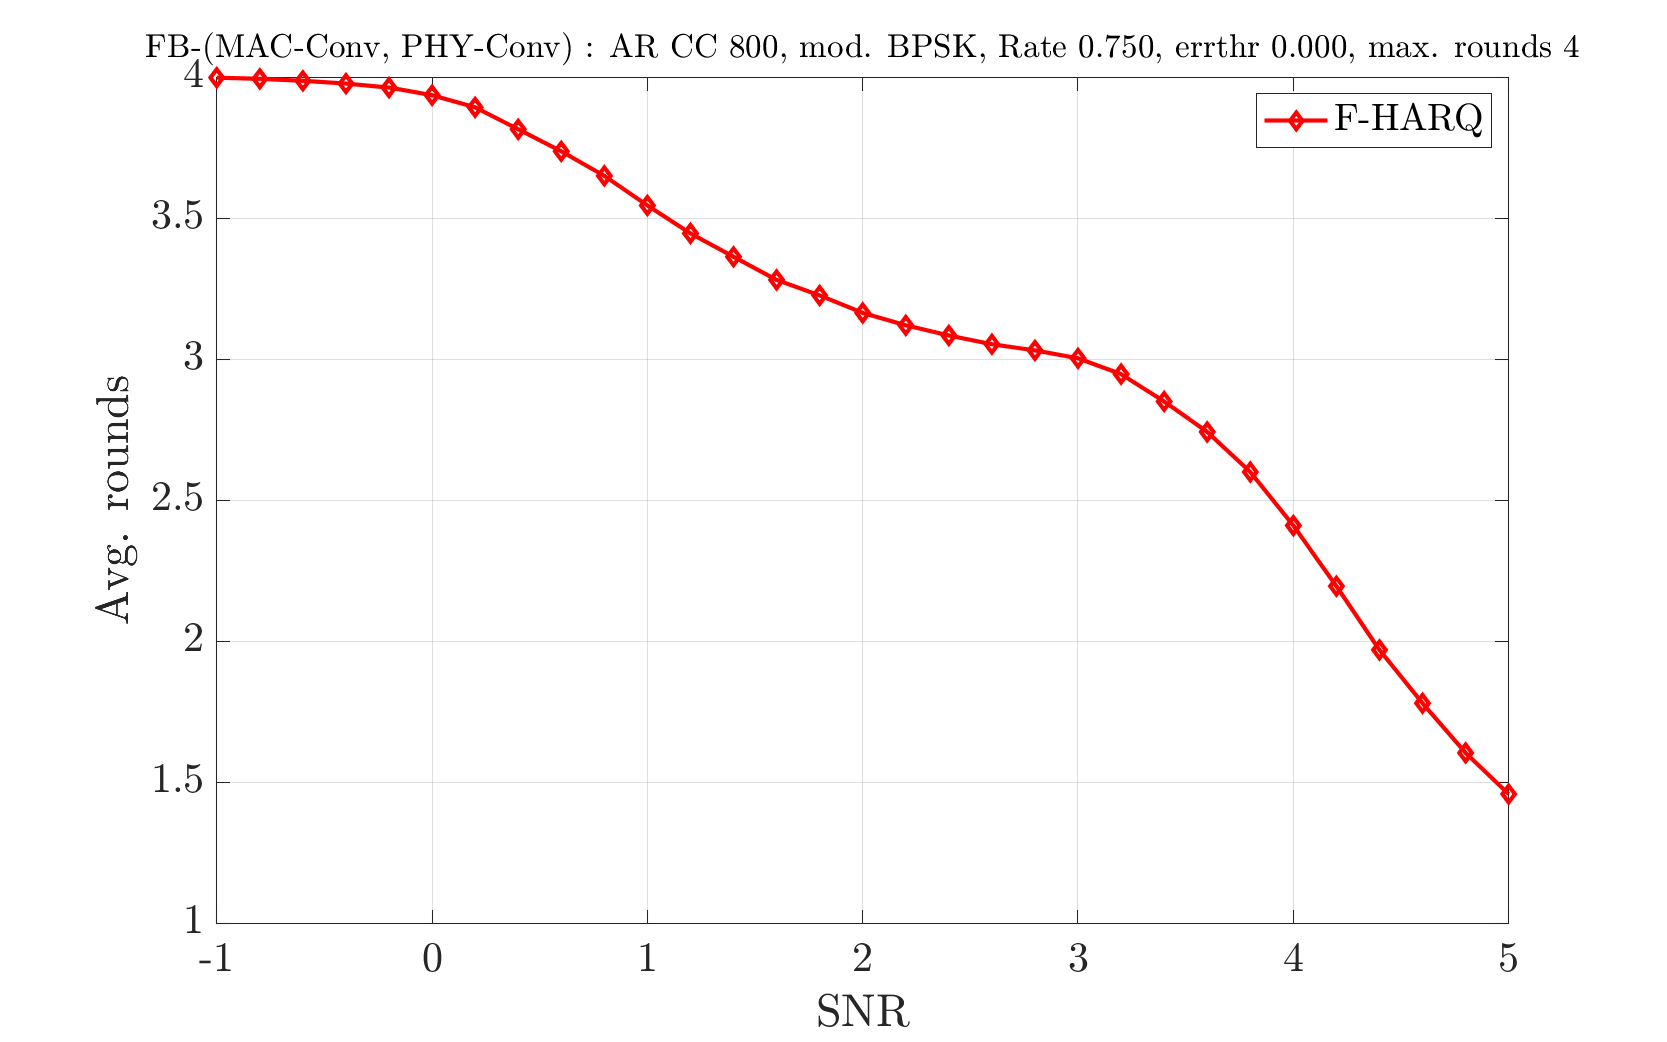 FB-(MAC-Conv, PHY-Conv) : AR CC 800, mod. BPSK, Rate 0.750, errthr 0.000, max. rounds 4
F-HARQ
Avg. rounds
4
3.5
3
2.5
2
1.5
1
-1 0 1 2 3 4 5
SNR